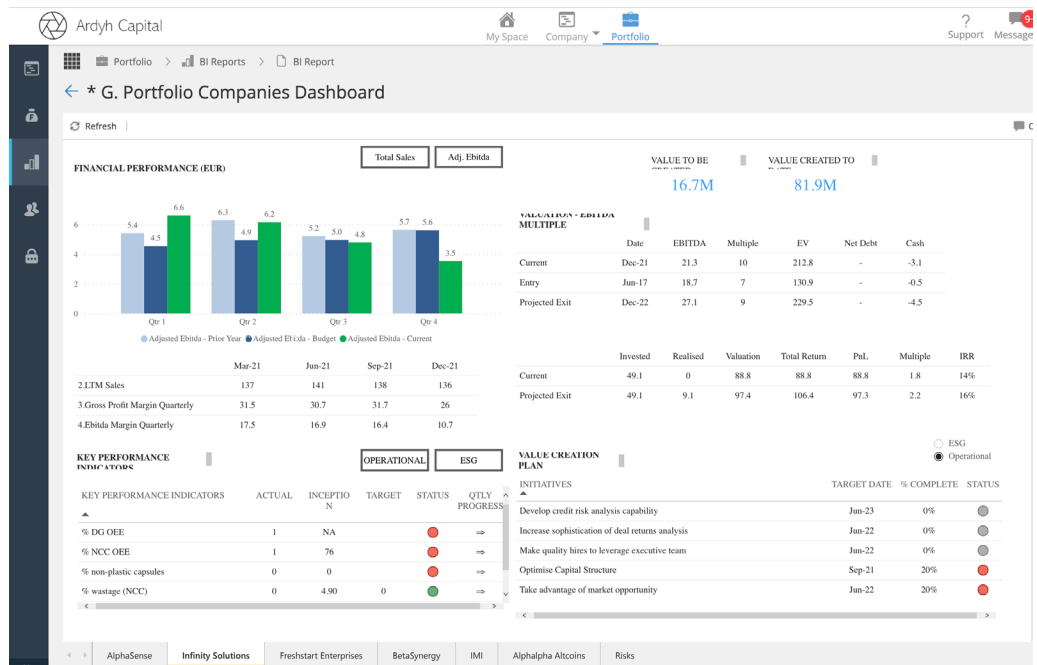 Ardyh Capital
My Space
Company
Portfolio
?
Support
9
Message
Portfolio > BI Reports > BI Report
← * G. Portfolio Companies Dashboard
Refresh
FINANCIAL PERFORMANCE (EUR)
Total Sales
Adj. Ebitda
6
4
2
0
5.4
4.5
6.6
6.3
4.9
6.2
5.2
5.0
4.8
5.7
5.6
3.5
Qtr 1
Qtr 2
Qtr 3
Qtr 4
Adjusted Ebitda - Prior Year
Adjusted Ebitda - Budget
Adjusted Ebitda - Current
Mar-21 Jun-21 Sep-21 Dec-21
2.LTM Sales 137 141 138 136
3.Gross Profit Margin Quarterly 31.5 30.7 31.7 26
4.Ebitda Margin Quarterly 17.5 16.9 16.4 10.7
KEY PERFORMANCE
INDICATORS
OPERATIONAL
ESG
KEY PERFORMANCE INDICATORS ACTUAL INCEPTIO
N TARGET STATUS QTLY
PROGRESS
% DG OEE 1 NA ⇒
% NCC OEE 1 76 ⇒
% non-plastic capsules 0 0 ⇒
% wastage (NCC) 0 4.90 0 ⇒
VALUE TO BE
16.7M
VALUE CREATED TO
81.9M
VALUATION - EBITDA
MULTIPLE
Date EBITDA Multiple EV Net Debt Cash
Current Dec-21 21.3 10 212.8 - -3.1
Entry Jun-17 18.7 7 130.9 - -0.5
Projected Exit Dec-22 27.1 9 229.5 - -4.5
Invested Realised Valuation Total Return PnL Multiple IRR
Current 49.1 0 88.8 88.8 88.8 1.8 14%
Projected Exit 49.1 9.1 97.4 106.4 97.3 2.2 16%
VALUE CREATION
PLAN
ESG
Operational
INITIATIVES TARGET DATE % COMPLETE STATUS
Develop credit risk analysis capability Jun-23 0%
Increase sophistication of deal returns analysis Jun-22 0%
Make quality hires to leverage executive team Jun-22 0%
Optimise Capital Structure Sep-21 20%
Take advantage of market opportunity Jun-22 20%
AlphaSense
Infinity Solutions
Freshstart Enterprises
BetaSynergy
IMI
Alphalpha Altcoins
Risks